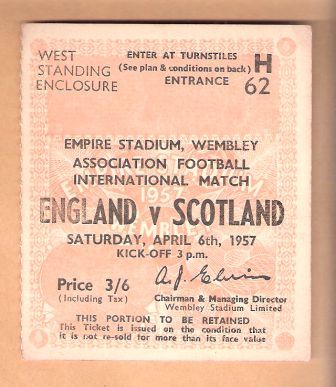 WEST
STANDING
ENCLOSURE
ENTER AT TURNSTILES
(See plan & conditions on back)
ENTRANCE
H
62
EMPIRE STADIUM, WEMBLEY
ASSOCIATION FOOTBALL
INTERNATIONAL MATCH
ENGLAND v SCOTLAND
SATURDAY, APRIL 6th, 1957
KICK-OFF 3 p.m.
Price 3/6
(Including Tax)
A. J. Elvin
Chairman & Managing Director
Wembley Stadium Limited
THIS PORTION TO BE RETAINED
This Ticket is issued on the condition that
it is not re-sold for more than its face value